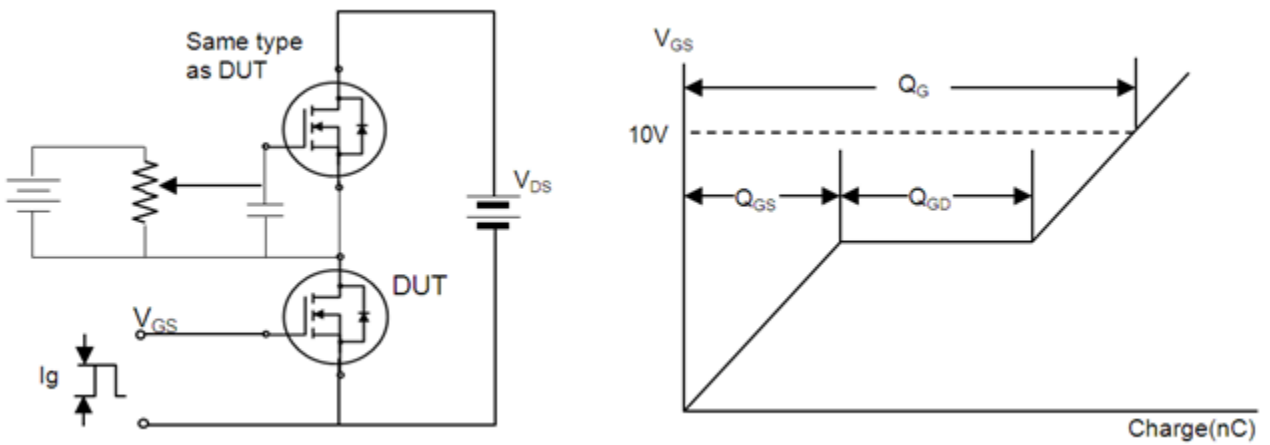 Same type
as DUT
V_DS
DUT
V_GS
Ig
V_GS
Q_G
10V
Q_GS
Q_GD
Charge(nC)